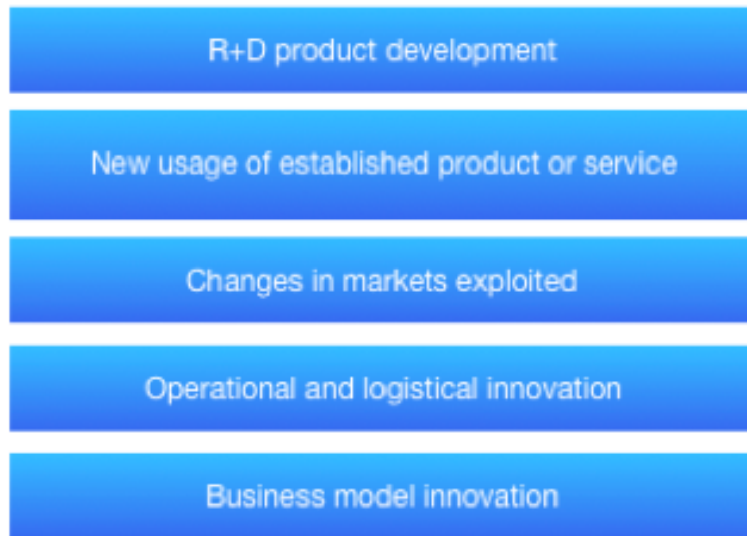 R+D product development
New usage of established product or service
Changes in markets exploited
Operational and logistical innovation
Business model innovation